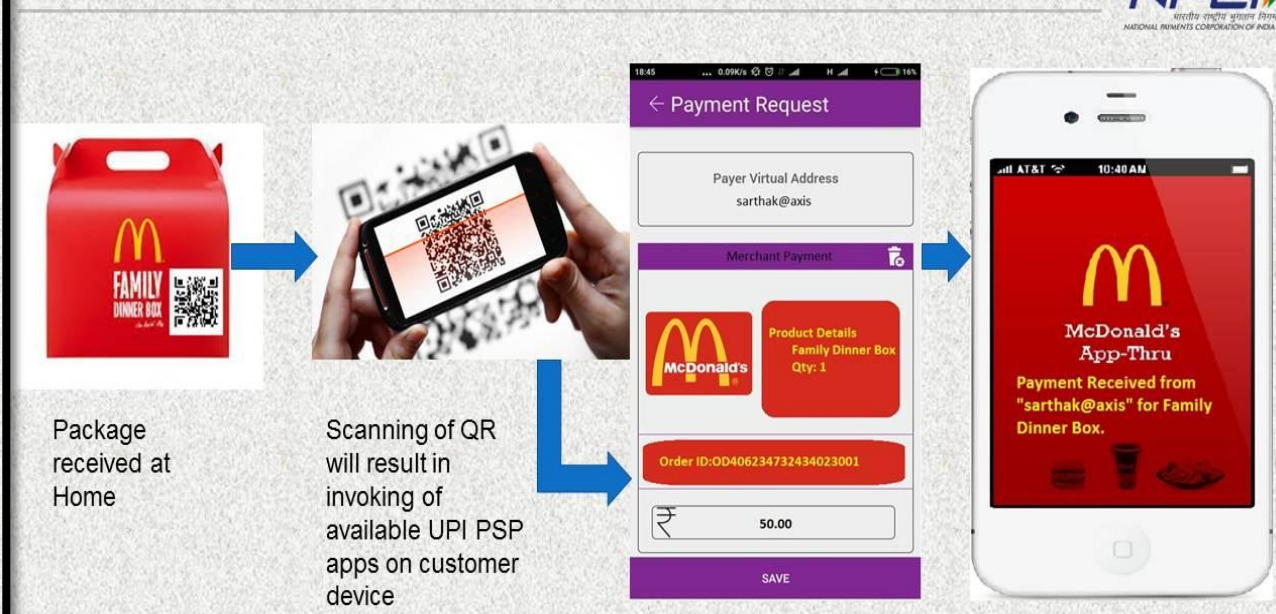 भारतीय राष्ट्रीय भुगतान निगम
NATIONAL PAYMENTS CORPORATION OF INDIA
FAMILY
DINNER BOX
Package
received at
Home
Scanning of QR
will result in
invoking of
available UPI PSP
apps on customer
device
18:45 ... 0.09K/s H 16%
← Payment Request
Payer Virtual Address
sarthak@axis
Merchant Payment
McDonald's
Product Details
Family Dinner Box
Qty: 1
Order ID:OD406234732434023001
₹ 50.00
SAVE
AT&T 10:40 AM
McDonald's
App-Thru
Payment Received from
"sarthak@axis" for Family
Dinner Box.